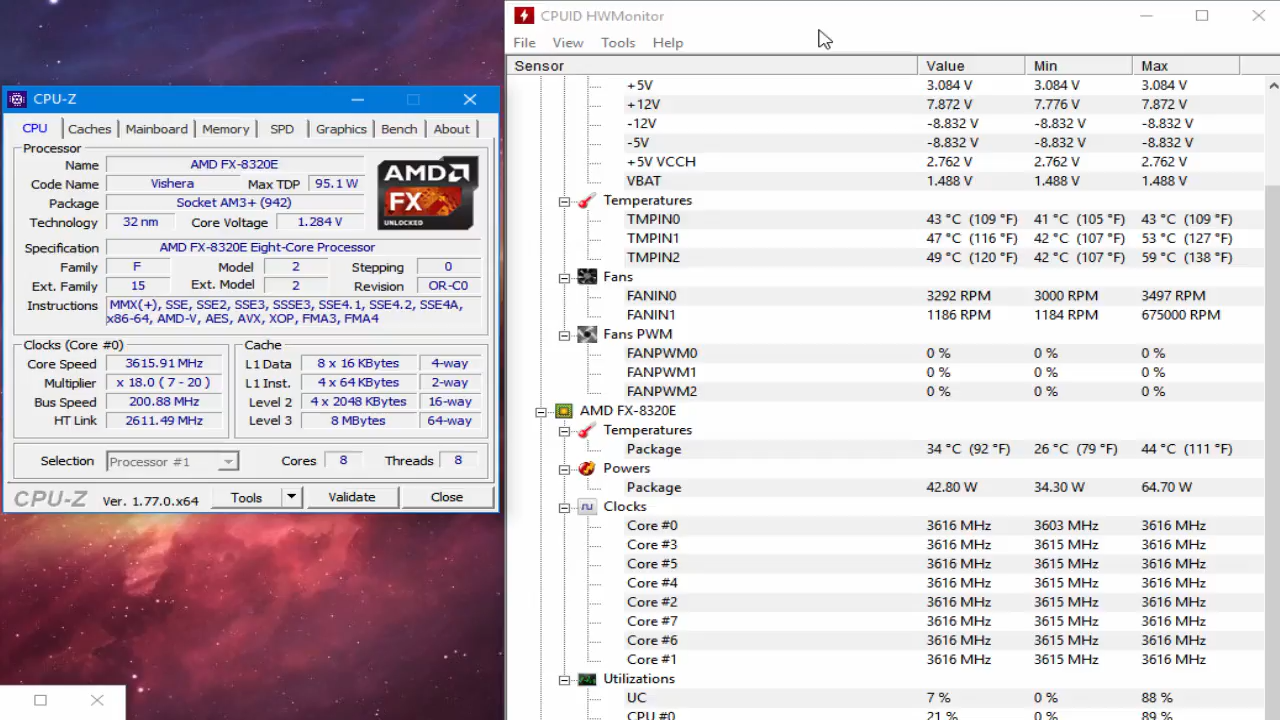 CPU-Z
CPU Caches Mainboard Memory SPD Graphics Bench About
Processor
Name AMD FX-8320E
Code Name Vishera Max TDP
Package Socket AM3+ (942)
Technology 32 nm Core Voltage 1.284 V
AMD FX UNLOCKED
Specification AMD FX-8320E Eight-Core Processor
Family F Model 2 Stepping 0
Ext. Family 15 Ext. Model 2 Revision OR-C0
Instructions MMX(+), SSE, SSE2, SSE3, SSSE3, SSE4.1, SSE4.2, SSE4A,
x86-64, AMD-V, AES, AVX, XOP, FMA3, FMA4
Clocks (Core #0)
Core Speed MHz
Multiplier x 18.0 ( 7 - 20 )
Bus Speed 200.88 MHz
HT Link 2611.49 MHz
Cache
L1 Data 8 x 16 KBytes 4-way
L1 Inst. 4 x 64 KBytes 2-way
Level 2 4 x 2048 KBytes 16-way
Level 3 8 MBytes 64-way
Selection Processor #1 Cores 8 Threads 8
CPU-Z Ver. 1.77.0.x64 Tools Validate Close
CPUID HWMonitor
File View Tools Help
Sensor Value Min Max
+5V 3.084 V 3.084 V 3.084 V
+12V 7.872 V 7.776 V 7.872 V
-12V -8.832 V -8.832 V -8.832 V
-5V -8.832 V -8.832 V -8.832 V
+5V VCCH 2.762 V 2.762 V 2.762 V
VBAT 1.488 V 1.488 V 1.488 V
Temperatures
TMPIN0 43 °C (109 °F) 41 °C (106 °F) 43 °C (109 °F)
TMPIN1 47 °C (116 °F) 42 °C (107 °F) 53 °C (127 °F)
TMPIN2 49 °C (120 °F) 42 °C (107 °F) 59 °C (138 °F)
Fans
FANIN0 3292 RPM 3000 RPM 3497 RPM
FANIN1 1186 RPM 1184 RPM 675000 RPM
Fans PWM
FANPWM0 0 % 0 % 0 %
FANPWM1 0 % 0 % 0 %
FANPWM2 0 % 0 % 0 %
AMD FX-8320E
Temperatures
Package 34 °C (92 °F) 26 °C (79 °F) 44 °C (111 °F)
Powers
Package 42.80 W 34.30 W 64.70 W
Clocks
Core #0 3616 MHz MHz 3616 MHz
Core #3 3616 MHz 3615 MHz 3616 MHz
Core #5 3616 MHz 3615 MHz 3616 MHz
Core #4 3616 MHz 3615 MHz 3616 MHz
Core #2 3616 MHz 3615 MHz 3616 MHz
Core #7 3616 MHz 3615 MHz 3616 MHz
Core #6 3616 MHz 3615 MHz 3616 MHz
Core #1 3616 MHz 3615 MHz 3616 MHz
Utilizations
UC 7 % 0 % 88 %
CPU #0 21 % 0 % 89 %